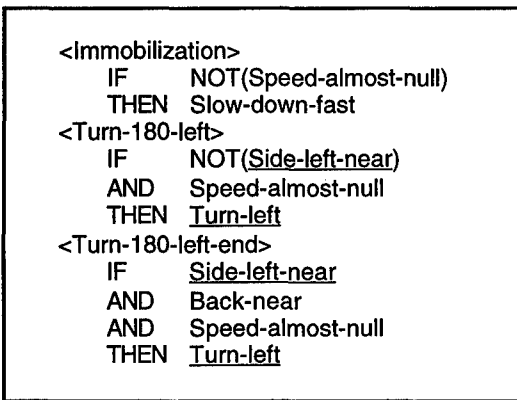 <Immobilization>
IF NOT(Speed-almost-null)
THEN Slow-down-fast
<Turn-180-left>
IF NOT(Side-left-near)
AND Speed-almost-null
THEN Turn-left
<Turn-180-left-end>
IF Side-left-near
AND Back-near
AND Speed-almost-null
THEN Turn-left